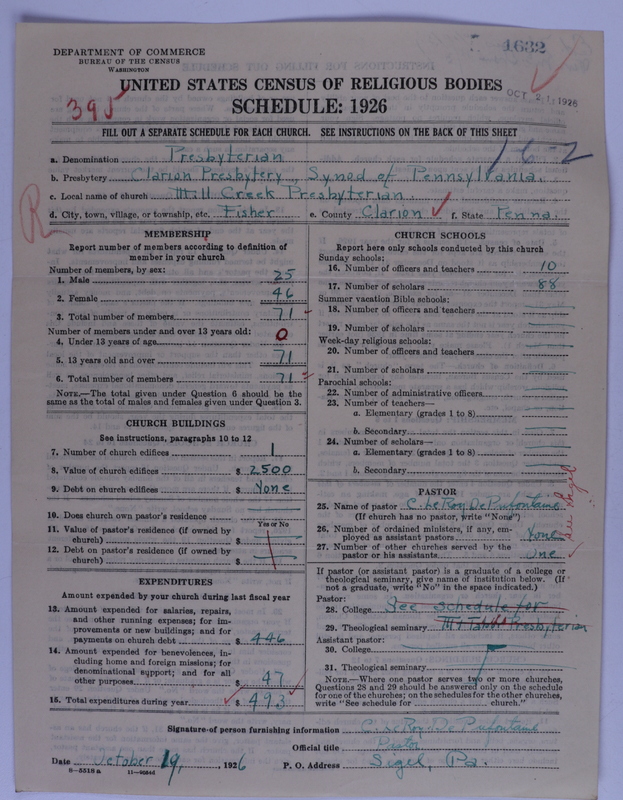 1632
DEPARTMENT OF COMMERCE
BUREAU OF THE CENSUS
WASHINGTON
UNITED STATES CENSUS OF RELIGIOUS BODIES
SCHEDULE: 1926
OCT 21 1926
395
FILL OUT A SEPARATE SCHEDULE FOR EACH CHURCH. SEE INSTRUCTIONS ON THE BACK OF THIS SHEET
16-2
a. Denomination Presbyterian
b. Presbytery Clarion Presbytery, Synod of Pennsylvania.
c. Local name of church Mill Creek Presbyterian
d. City, town, village, or township, etc. Fisher e. County Clarion f. State Penna.
R
MEMBERSHIP
Report number of members according to definition of
member in your church
Number of members, by sex:
1. Male 25
2. Female 46
3. Total number of members 71
Number of members under and over 13 years old:
4. Under 13 years of age 0
5. 13 years old and over 71
6. Total number of members 71
NOTE.—The total given under Question 6 should be
same as the total of males and females given under Question 3.
CHURCH BUILDINGS
See instructions, paragraphs 10 to 12
7. Number of church edifices 1
8. Value of church edifices $ 2500
9. Debt on church edifices $ None
10. Does church own pastor's residence
Yes or No
11. Value of pastor's residence (if owned by
church) $
12. Debt on pastor's residence (if owned by
church) $
EXPENDITURES
Amount expended by your church during last fiscal year
13. Amount expended for salaries, repairs,
and other running expenses; for im-
provements or new buildings; and for
payments on church debt $ 446
14. Amount expended for benevolences, in-
cluding home and foreign missions; for
denominational support; and for all
other purposes $ 47
15. Total expenditures during year $ 493
CHURCH SCHOOLS
Report here only schools conducted by this church
Sunday schools:
16. Number of officers and teachers 10
17. Number of scholars 88
Summer vacation Bible schools:
18. Number of officers and teachers
19. Number of scholars
Week-day religious schools:
20. Number of officers and teachers
21. Number of scholars
Parochial schools:
22. Number of administrative officers
23. Number of teachers—
a. Elementary (grades 1 to 8)
b. Secondary
24. Number of scholars—
a. Elementary (grades 1 to 8)
b. Secondary
PASTOR
25. Name of pastor C. LeRoy De
(If church has no pastor, write "None")
26. Number of ordained ministers, if any, em-
ployed as assistant pastors None
27. Number of other churches served by the
pastor or his assistants One
see Sigel
If pastor (or assistant pastor) is a graduate of a college or
theological seminary, give name of institution below. (If
not a graduate, write "No" in the space indicated.)
Pastor:
28. College See schedule for
29. Theological seminary Mt Tabor Presbyterian
Assistant pastor:
30. College
31. Theological seminary
NOTE.—Where one pastor serves two or more churches,
Questions 28 and 29 should be answered only on the schedule
for one of the churches; on the schedules for the other churches,
write "See schedule for church."
Signature of person furnishing information C. LeRoy De
Official title Pastor
Date October 19, 1926 P. O. Address Sigel, Pa.
8—5518a 11—9084d